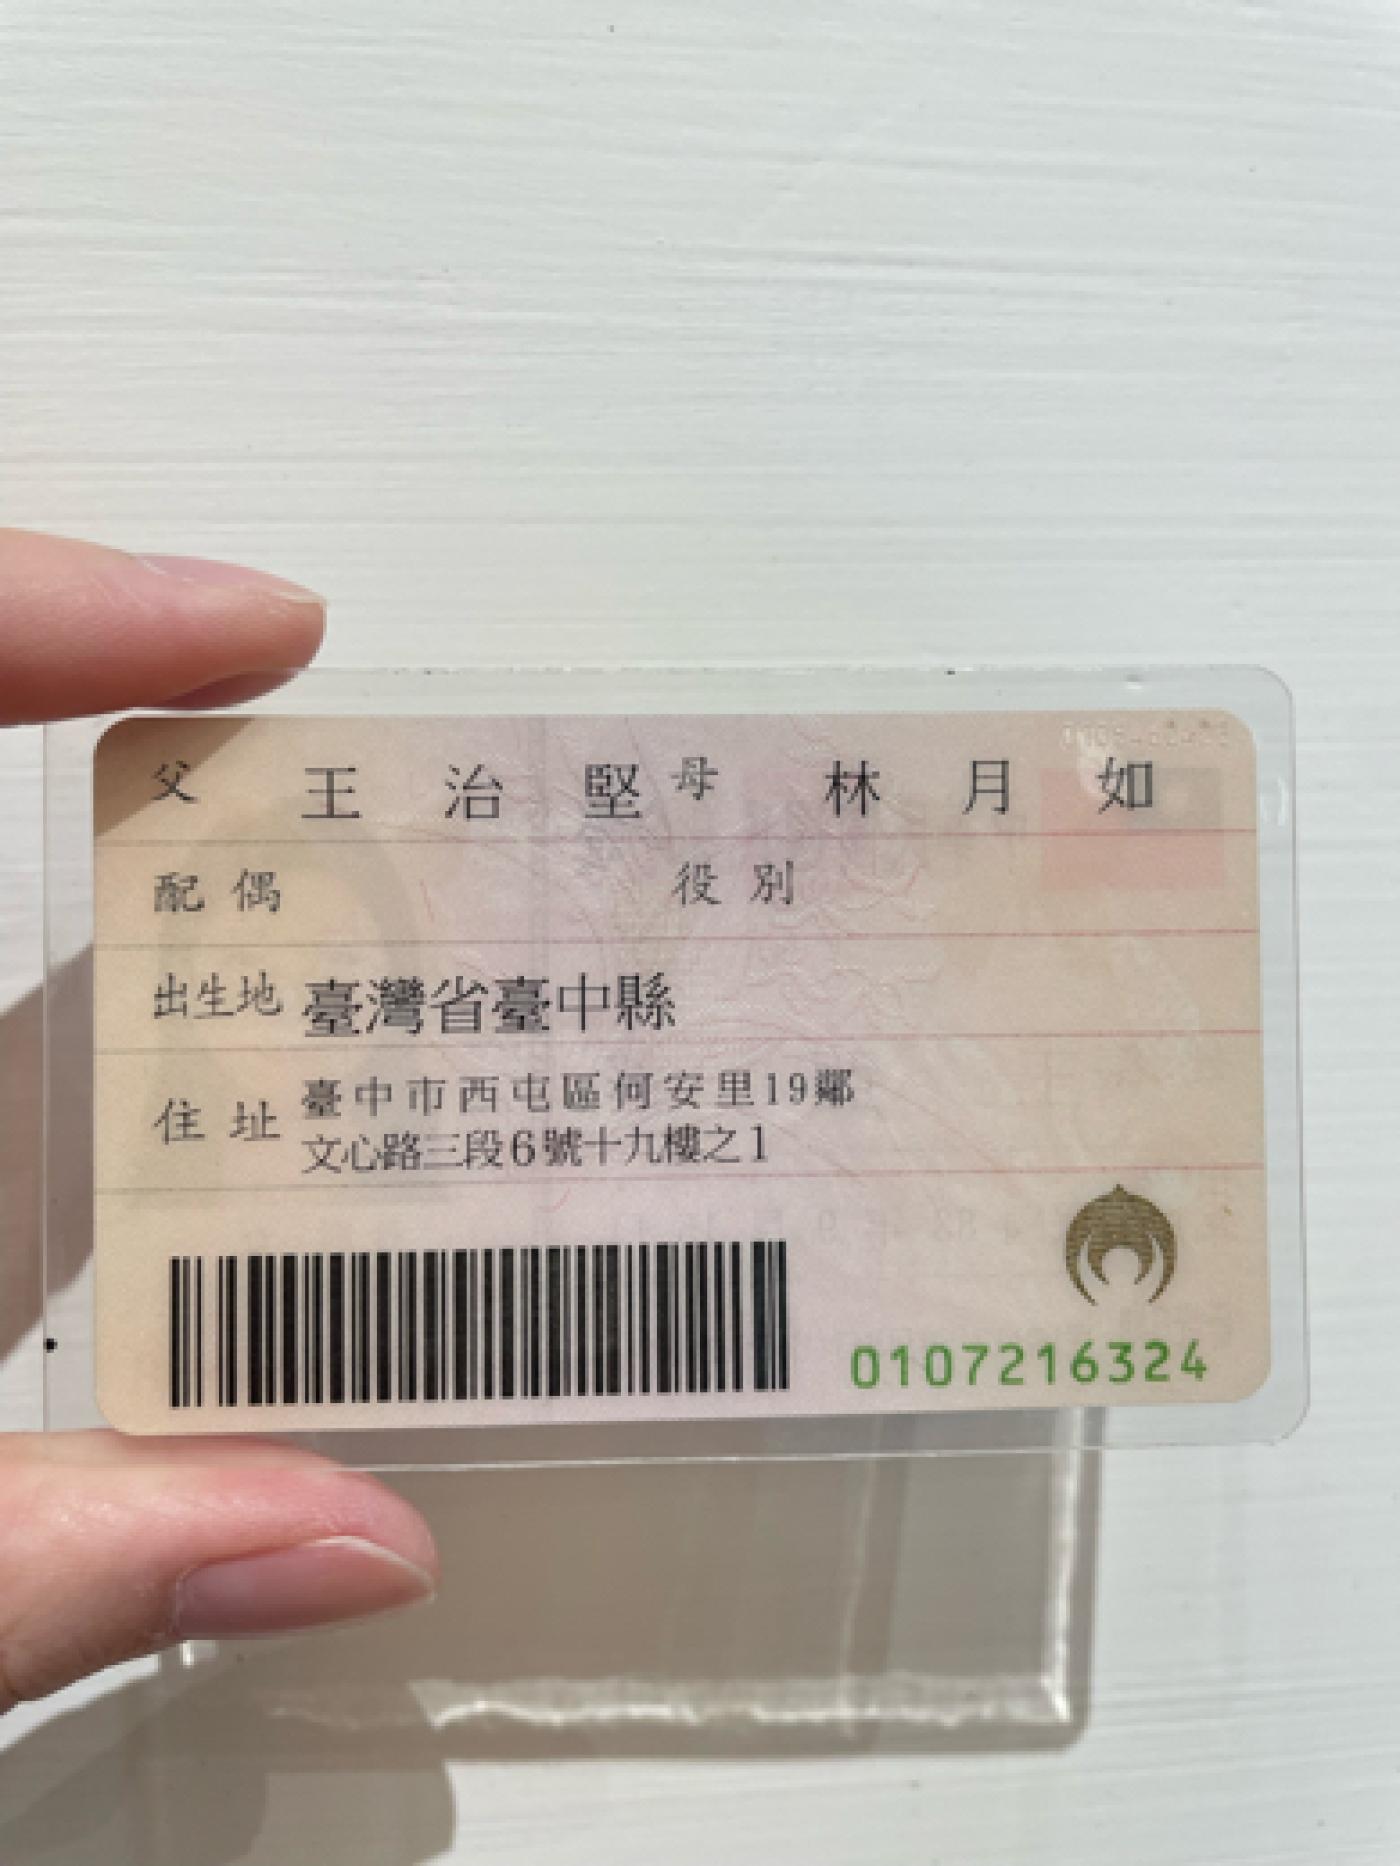 父 王治堅 母 林月如
配偶 役別
出生地 臺灣省臺中縣
住址 臺中市西屯區何安里19鄰
文心路三段6號十九樓之1
0107216324